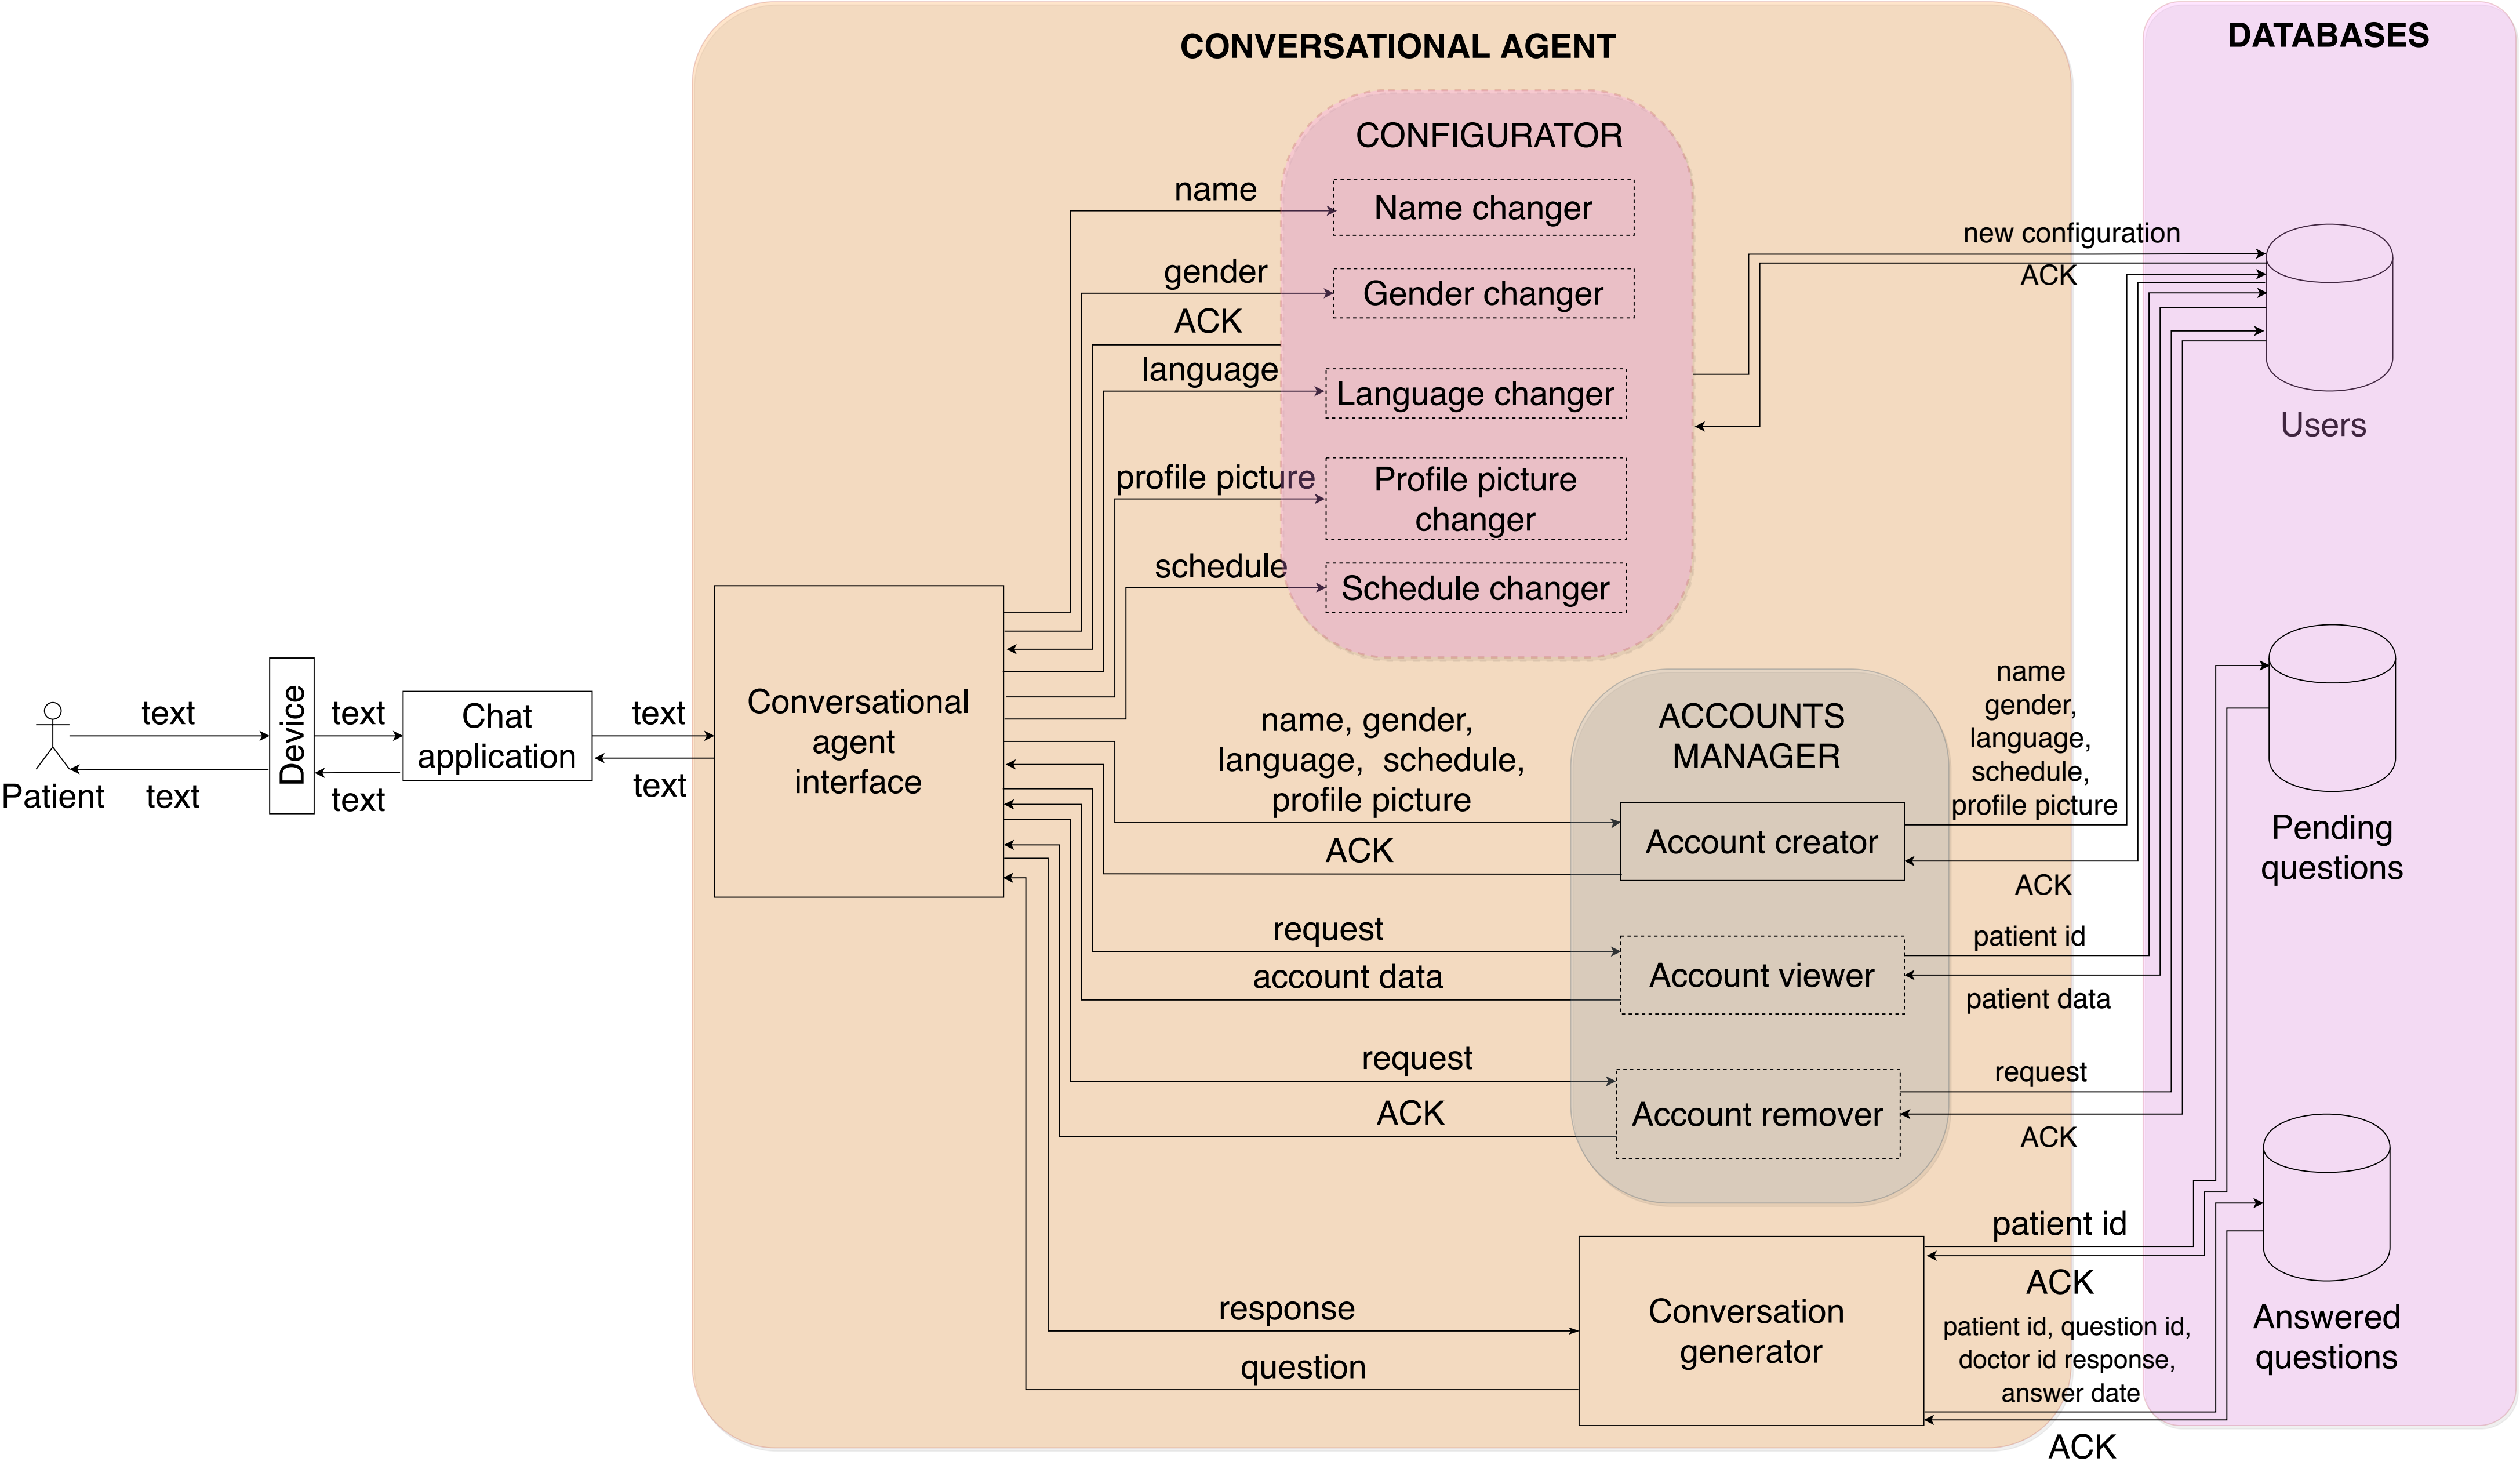 CONVERSATIONAL AGENT
DATABASES
CONFIGURATOR
name
Name changer
gender
Gender changer
ACK
language
Language changer
profile picture
Profile picture
changer
schedule
Schedule changer
new configuration
ACK
Users
Patient
text
text
Device
text
text
Chat
application
text
text
Conversational
agent
interface
name, gender,
language, schedule,
profile picture
ACK
ACCOUNTS
MANAGER
Account creator
name
gender,
language,
schedule,
profile picture
ACK
Pending
questions
request
account data
Account viewer
patient id
patient data
request
ACK
Account remover
request
ACK
response
question
Conversation
generator
patient id
ACK
patient id, question id,
doctor id response,
answer date
ACK
Answered
questions